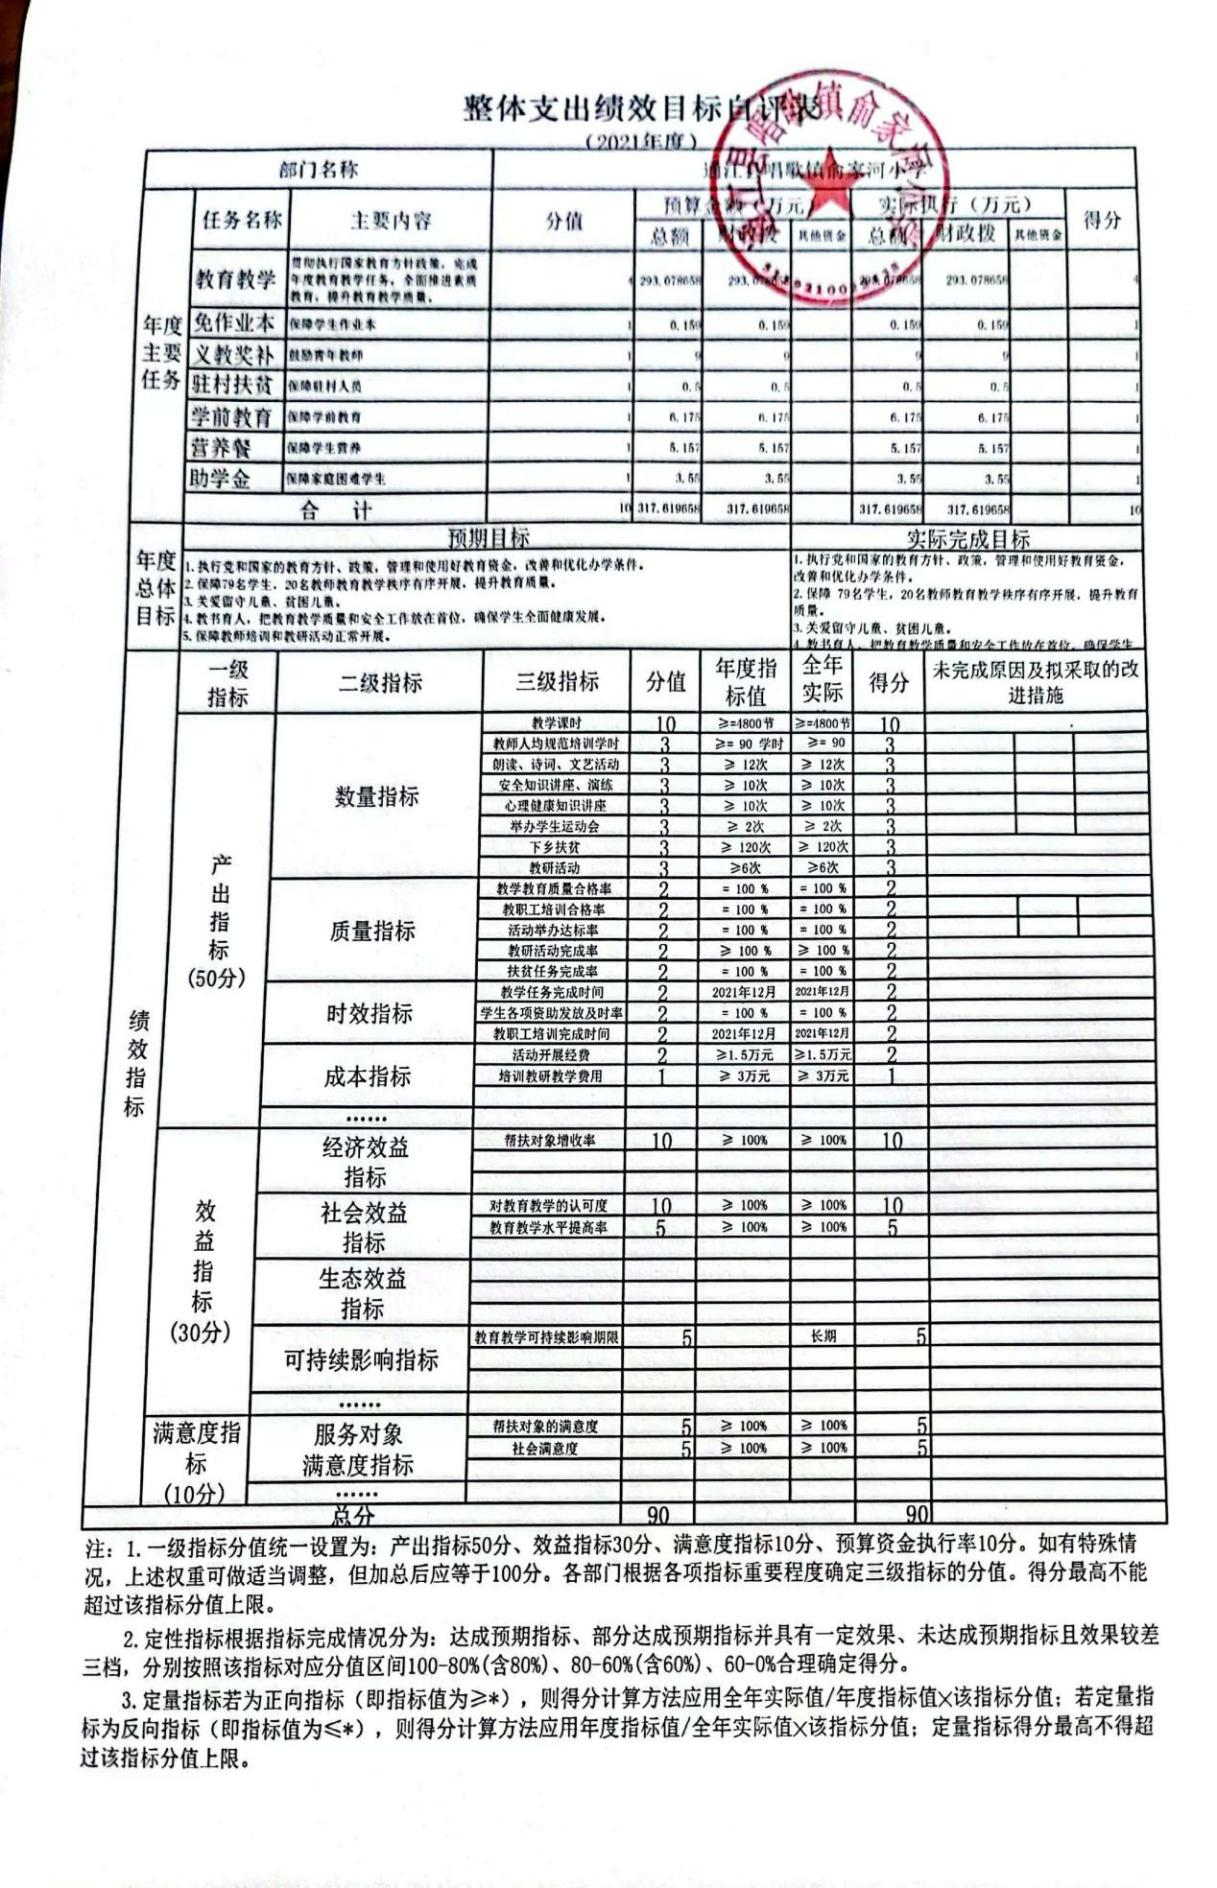 整体支出绩效目标自评表
(2021年度)
部门名称 通江县唱歌镇俞家河小学
年度主要任务 任务名称 主要内容 分值 预算金额(万元) 实际执行(万元) 得分
总额 财政拨 其他资金 总额 财政拨 其他资金
教育教学 贯彻执行国家教育方针政策,完成年度教育教学任务,全面推进素质教育,提升教育教学质量。 4 293.078658 293.078658 293.078658 293.078658 4
免作业本 保障学生作业本 1 0.159 0.159 0.159 0.159 1
义教奖补 鼓励青年教师 1 9 9 9 9 1
驻村扶贫 保障驻村人员 1 0.5 0.5 0.5 0.5 1
学前教育 保障学前教育 1 6.175 6.175 6.175 6.175 1
营养餐 保障学生营养 1 5.157 5.157 5.157 5.157 1
助学金 保障家庭困难学生 1 3.55 3.55 3.55 3.55 1
合 计 10 317.619658 317.619658 317.619658 317.619658 10
年度总体目标 预期目标 实际完成目标
1.执行党和国家的教育方针、政策,管理和使用好教育资金,改善和优化办学条件。
2.保障79名学生,20名教师教育教学秩序有序开展,提升教育质量。
3.关爱留守儿童、贫困儿童。
4.教书育人,把教育教学质量和安全工作放在首位,确保学生全面健康发展。
5.保障教师培训和教研活动正常开展。
1.执行党和国家的教育方针、政策,管理和使用好教育资金,
改善和优化办学条件。
2.保障 79名学生,20名教师教育教学秩序有序开展,提升教育
质量。
3.关爱留守儿童、贫困儿童。
4.教书育人,把教育教学质量和安全工作放在首位,确保学生
绩效指标 一级指标 二级指标 三级指标 分值 年度指标值 全年实际 得分 未完成原因及拟采取的改进措施
产出指标(50分) 数量指标 教学课时 10 ≥=4800节 ≥=4800节 10
教师人均规范培训学时 3 ≥= 90 学时 ≥= 90 3
朗读、诗词、文艺活动 3 ≥ 12次 ≥ 12次 3
安全知识讲座、演练 3 ≥ 10次 ≥ 10次 3
心理健康知识讲座 3 ≥ 10次 ≥ 10次 3
举办学生运动会 3 ≥ 2次 ≥ 2次 3
下乡扶贫 3 ≥ 120次 ≥ 120次 3
教研活动 3 ≥6次 ≥6次 3
质量指标 教学教育质量合格率 2 = 100 % = 100 % 2
教职工培训合格率 2 = 100 % = 100 % 2
活动举办达标率 2 = 100 % = 100 % 2
教研活动完成率 2 ≥ 100 % ≥ 100 % 2
扶贫任务完成率 2 = 100 % = 100 % 2
时效指标 教学任务完成时间 2 2021年12月 2021年12月 2
学生各项资助发放及时率 2 = 100 % = 100 % 2
教职工培训完成时间 2 2021年12月 2021年12月 2
成本指标 活动开展经费 2 ≥1.5万元 ≥1.5万元 2
培训教研教学费用 1 ≥ 3万元 ≥ 3万元 1
……
效益指标(30分) 经济效益指标 帮扶对象增收率 10 ≥ 100% ≥ 100% 10
社会效益指标 对教育教学的认可度 10 ≥ 100% ≥ 100% 10
教育教学水平提高率 5 ≥ 100% ≥ 100% 5
生态效益指标
可持续影响指标 教育教学可持续影响期限 5 长期 5
……
满意度指标(10分) 服务对象满意度指标 帮扶对象的满意度 5 ≥ 100% ≥ 100% 5
社会满意度 5 ≥ 100% ≥ 100% 5
……
总分 90 90
注:1.一级指标分值统一设置为:产出指标50分、效益指标30分、满意度指标10分、预算资金执行率10分。如有特殊情
况,上述权重可做适当调整,但加总后应等于100分。各部门根据各项指标重要程度确定三级指标的分值。得分最高不能
超过该指标分值上限。
2.定性指标根据指标完成情况分为:达成预期指标、部分达成预期指标并具有一定效果、未达成预期指标且效果较差
三档,分别按照该指标对应分值区间100-80%(含80%)、80-60%(含60%)、60-0%合理确定得分。
3.定量指标若为正向指标(即指标值为≥*),则得分计算方法应用全年实际值/年度指标值×该指标分值;若定量指
标为反向指标(即指标值为≤*),则得分计算方法应用年度指标值/全年实际值×该指标分值;定量指标得分最高不得超
过该指标分值上限。